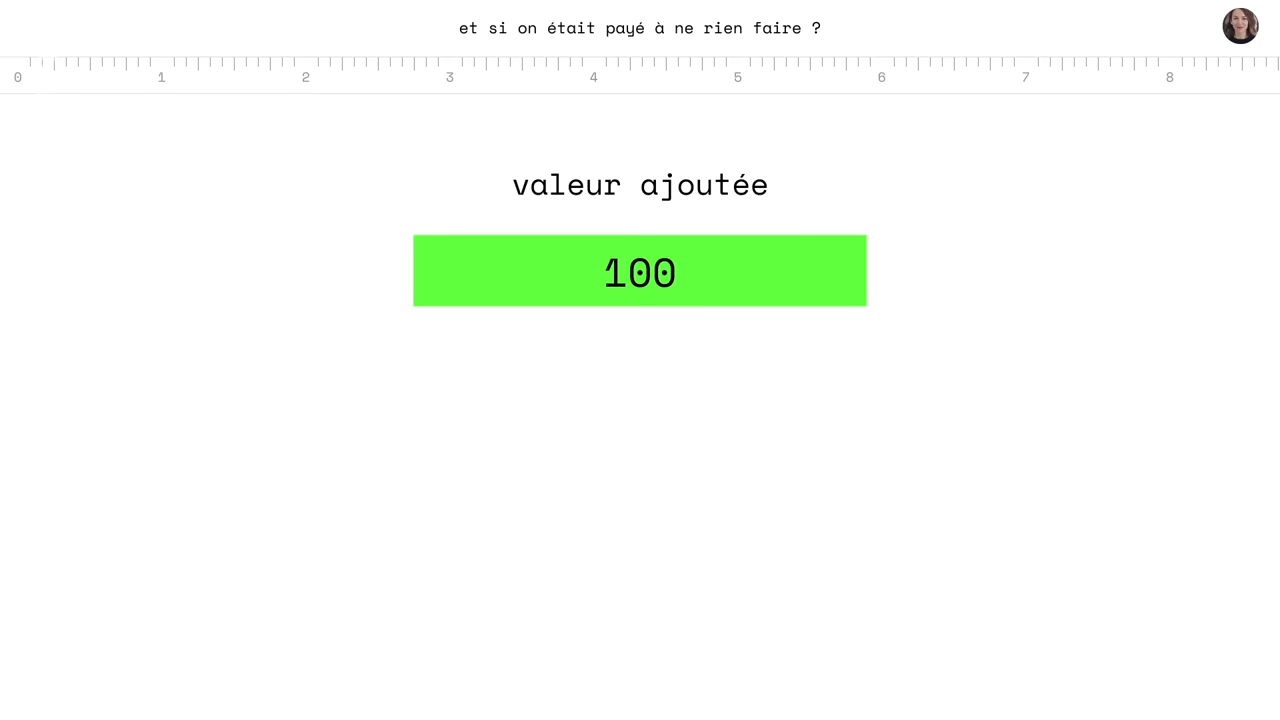 et si on était payé à ne rien faire ?
0 1 2 3 4 5 6 7 8
valeur ajoutée
100